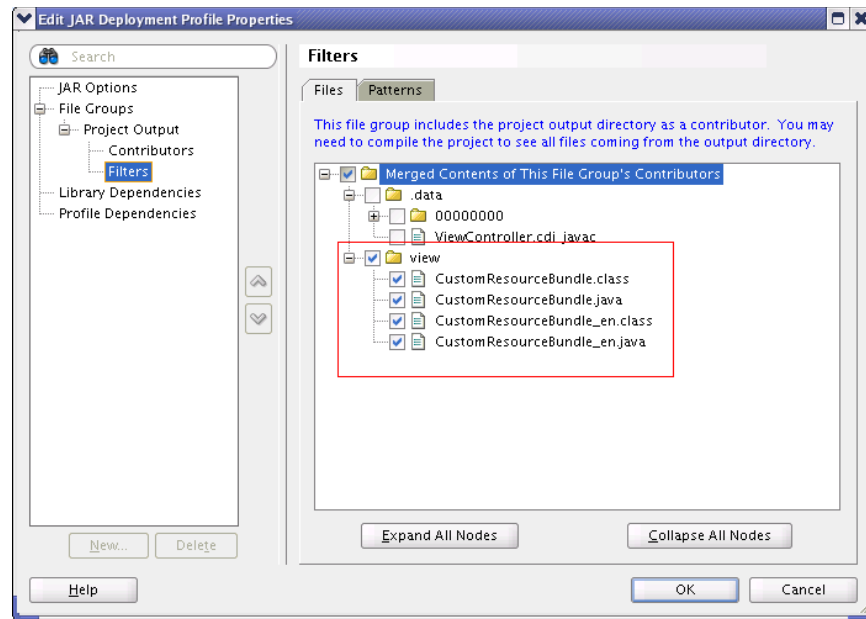 Edit JAR Deployment Profile Properties
Search
JAR Options
File Groups
Project Output
Contributors
Filters
Library Dependencies
Profile Dependencies
New...
Delete
Filters
Files
Patterns
This file group includes the project output directory as a contributor. You may
need to compile the project to see all files coming from the output directory.
Merged Contents of This File Group's Contributors
.data
00000000
ViewController.cdi javac
view
CustomResourceBundle.class
CustomResourceBundle.java
CustomResourceBundle_en.class
CustomResourceBundle_en.java
Expand All Nodes
Collapse All Nodes
Help
OK
Cancel